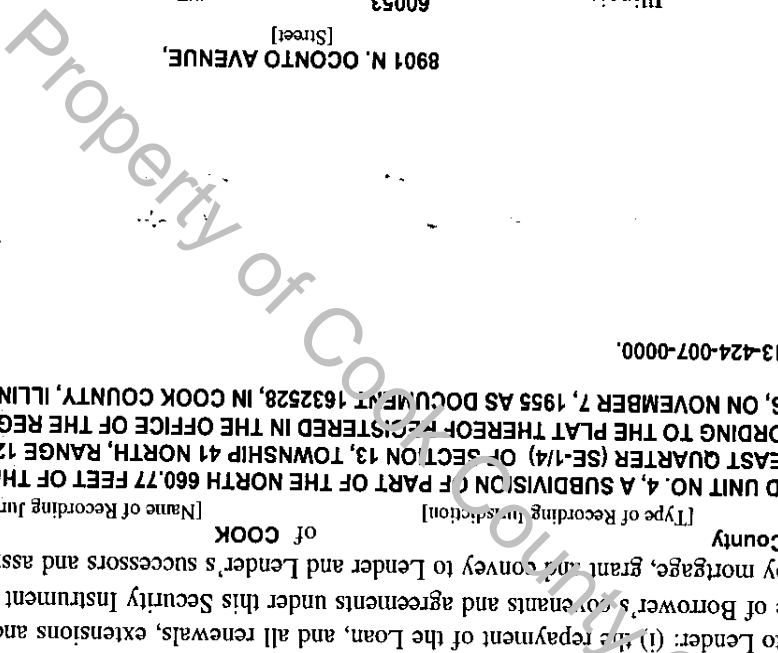 to Lender: (i) the repayment of the Loan, and all renewals, extensions and
of Borrower's covenants and agreements under this Security Instrument
by mortgage, grant and convey to Lender and Lender's successors and ass
County of COOK
[Type of Recording Jurisdiction] [Name of Recording Jur
D UNIT NO. 4, A SUBDIVISION OF PART OF THE NORTH 660.77 FEET OF TH
EAST QUARTER (SE-1/4) OF SECTION 13, TOWNSHIP 41 NORTH, RANGE 12
ORDING TO THE PLAT THEREOF REGISTERED IN THE OFFICE OF THE REG
S, ON NOVEMBER 7, 1955 AS DOCUMENT 1632528, IN COOK COUNTY, ILLIN
13-424-007-0000.
8901 N. OCONTO AVENUE,
[Street]
Illinois 60053
Property of Cook County